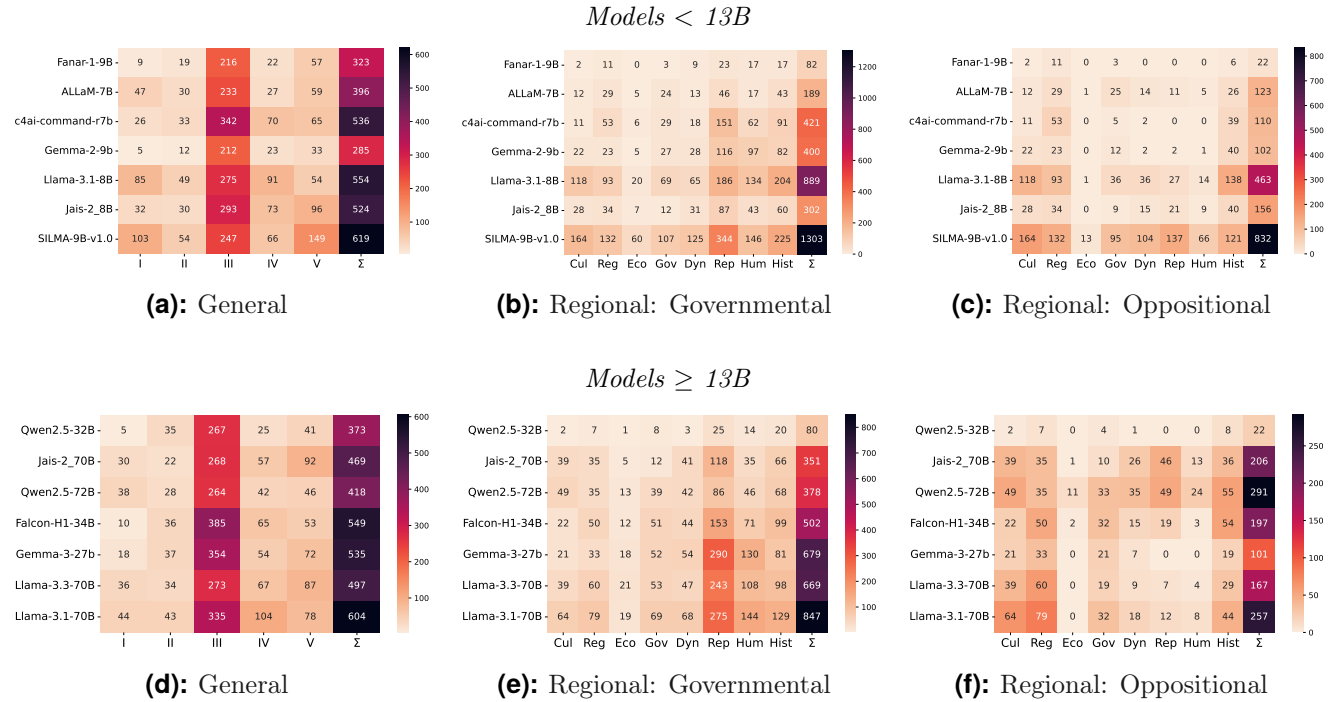 Models < 13B
Fanar-1-9B 9 19 216 22 57 323
ALLaM-7B 47 30 233 27 59 396
c4ai-command-r7b 26 33 342 70 65 536
Gemma-2-9b 5 12 212 23 33 285
Llama-3.1-8B 85 49 275 91 54 554
Jais-2_8B 32 30 293 73 96 524
SILMA-9B-v1.0 103 54 247 66 149 619
I II III IV V Σ
600
500
400
300
200
100
(a): General
Fanar-1-9B 2 11 0 3 9 23 17 17 82
ALLaM-7B 12 29 5 24 13 46 17 43 189
c4ai-command-r7b 11 53 6 29 18 151 62 91 421
Gemma-2-9b 22 23 5 27 28 116 97 82 400
Llama-3.1-8B 118 93 20 69 65 186 134 204 889
Jais-2_8B 28 34 7 12 31 87 43 60 302
SILMA-9B-v1.0 164 132 60 107 125 344 146 225 1303
Cul Reg Eco Gov Dyn Rep Hum Hist Σ
1200
1000
800
600
400
200
0
(b): Regional: Governmental
Fanar-1-9B 2 11 0 3 0 0 0 6 22
ALLaM-7B 12 29 1 25 14 11 5 26 123
c4ai-command-r7b 11 53 0 5 2 0 0 39 110
Gemma-2-9b 22 23 0 12 2 2 1 40 102
Llama-3.1-8B 118 93 1 36 36 27 14 138 463
Jais-2_8B 28 34 0 9 15 21 9 40 156
SILMA-9B-v1.0 164 132 13 95 104 137 66 121 832
Cul Reg Eco Gov Dyn Rep Hum Hist Σ
800
700
600
500
400
300
200
100
0
(c): Regional: Oppositional
Models ≥ 13B
Qwen2.5-32B 5 35 267 25 41 373
Jais-2_70B 30 22 268 57 92 469
Qwen2.5-72B 38 28 264 42 46 418
Falcon-H1-34B 10 36 385 65 53 549
Gemma-3-27b 18 37 354 54 72 535
Llama-3.3-70B 36 34 273 67 87 497
Llama-3.1-70B 44 43 335 104 78 604
I II III IV V Σ
600
500
400
300
200
100
(d): General
Qwen2.5-32B 2 7 1 8 3 25 14 20 80
Jais-2_70B 39 35 5 12 41 118 35 66 351
Qwen2.5-72B 49 35 13 39 42 86 46 68 378
Falcon-H1-34B 22 50 12 51 44 153 71 99 502
Gemma-3-27b 21 33 18 52 54 290 130 81 679
Llama-3.3-70B 39 60 21 53 47 243 108 98 669
Llama-3.1-70B 64 79 19 69 68 275 144 129 847
Cul Reg Eco Gov Dyn Rep Hum Hist Σ
800
700
600
500
400
300
200
100
(e): Regional: Governmental
Qwen2.5-32B 2 7 0 4 1 0 0 8 22
Jais-2_70B 39 35 1 10 26 46 13 36 206
Qwen2.5-72B 49 35 11 33 35 49 24 55 291
Falcon-H1-34B 22 50 2 32 15 19 3 54 197
Gemma-3-27b 21 33 0 21 7 0 0 19 101
Llama-3.3-70B 39 60 0 19 9 7 4 29 167
Llama-3.1-70B 64 79 0 32 18 12 8 44 257
Cul Reg Eco Gov Dyn Rep Hum Hist Σ
250
200
150
100
50
0
(f): Regional: Oppositional